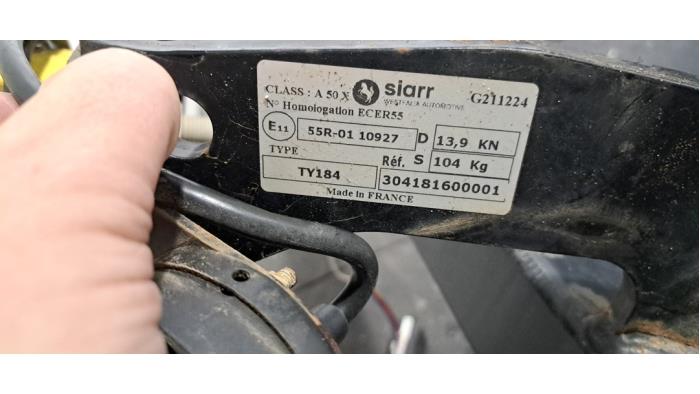 CLASS : A 50 X siarr G211224
WESTFALIA AUTOMOTIVE
N° Homologation ECER55
E11 55R-01 10927 D 13,9 KN
TYPE Réf. S 104 Kg
TY184 304181600001
Made in FRANCE